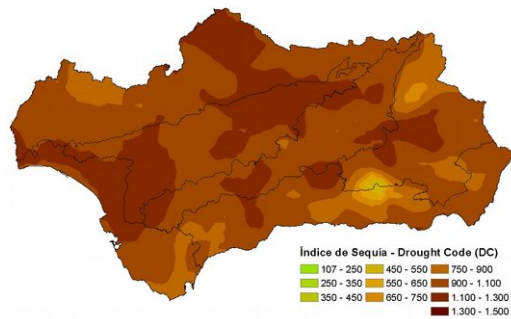 Índice de Sequía - Drought Code (DC)
107 - 250 450 - 550 750 - 900
250 - 350 550 - 650 900 - 1.100
350 - 450 650 - 750 1.100 - 1.300
1.300 - 1.500